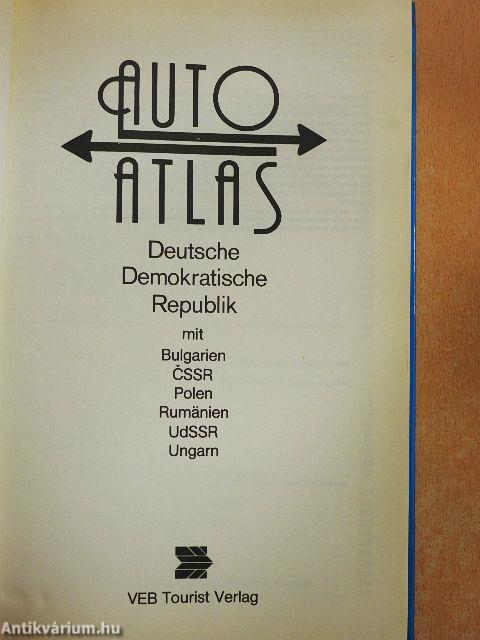 AUTO
ATLAS
Deutsche
Demokratische
Republik
mit
Bulgarien
ČSSR
Polen
Rumänien
UdSSR
Ungarn
VEB Tourist Verlag
Antikvárium.hu